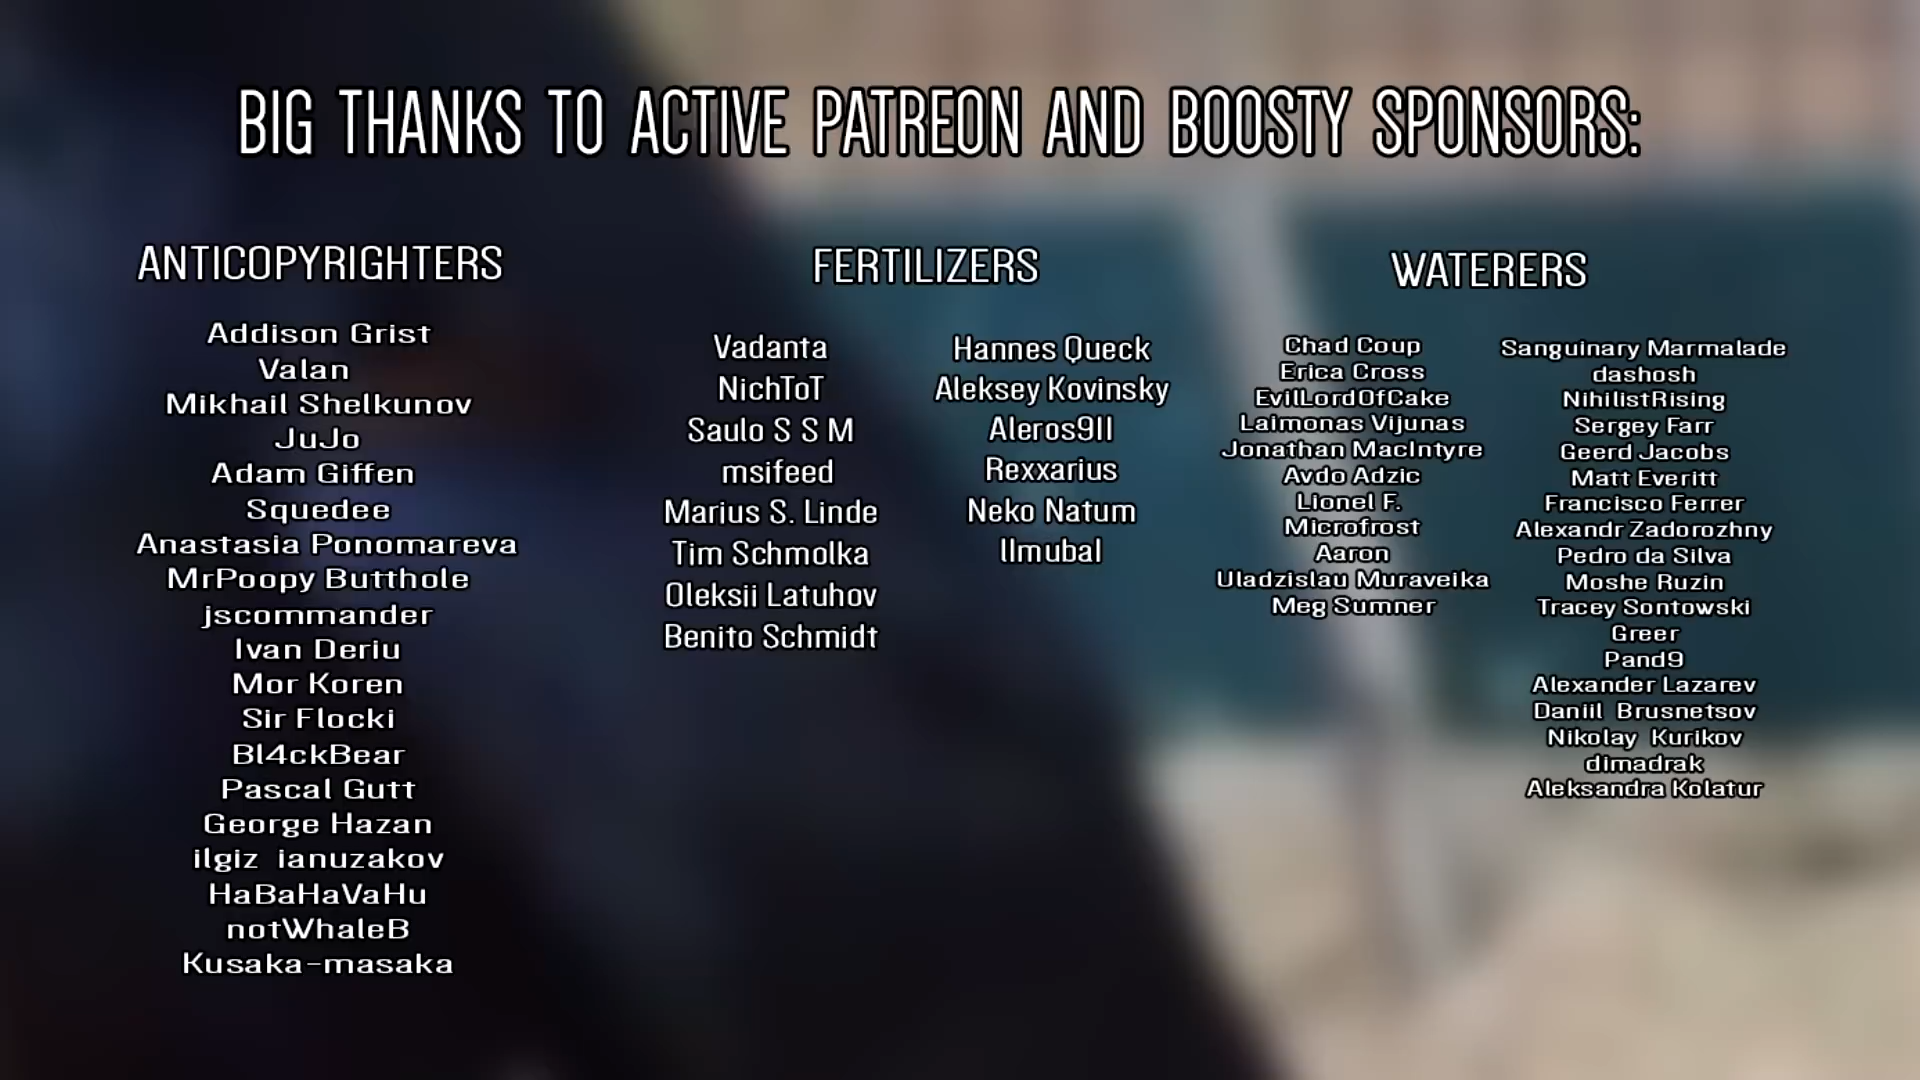 BIG THANKS TO ACTIVE PATREON AND BOOSTY SPONSORS:
ANTICOPYRIGHTERS
Addison Grist
Valan
Mikhail Shelkunov
JuJo
Adam Giffen
Squedee
Anastasia Ponomareva
MrPoopy Butthole
jscommander
Ivan Deriu
Mor Koren
Sir Flocki
Bl4ckBear
Pascal Gutt
George Hazan
ilgiz ianuzakov
HaBaHaVaHu
notWhaleB
Kusaka-masaka
FERTILIZERS
Vadanta
NichToT
Saulo S S M
msifeed
Marius S. Linde
Tim Schmolka
Oleksii Latuhov
Benito Schmidt
Hannes Queck
Aleksey Kovinsky
Aleros911
Rexxarius
Neko Natum
Ilmubal
WATERERS
Chad Coup
Erica Cross
EvilLordOfCake
Laimonas Vijunas
Jonathan MacIntyre
Avdo Adzic
Lionel F.
Microfrost
Aaron
Uladzislau Muraveika
Meg Sumner
Sanguinary Marmalade
dashosh
NihilistRising
Sergey Farr
Geerd Jacobs
Matt Everitt
Francisco Ferrer
Alexandr Zadorozhny
Pedro da Silva
Moshe Ruzin
Tracey Sontowski
Greer
Pand9
Alexander Lazarev
Daniil Brusnetsov
Nikolay Kurikov
dimadrak
Aleksandra Kolatur